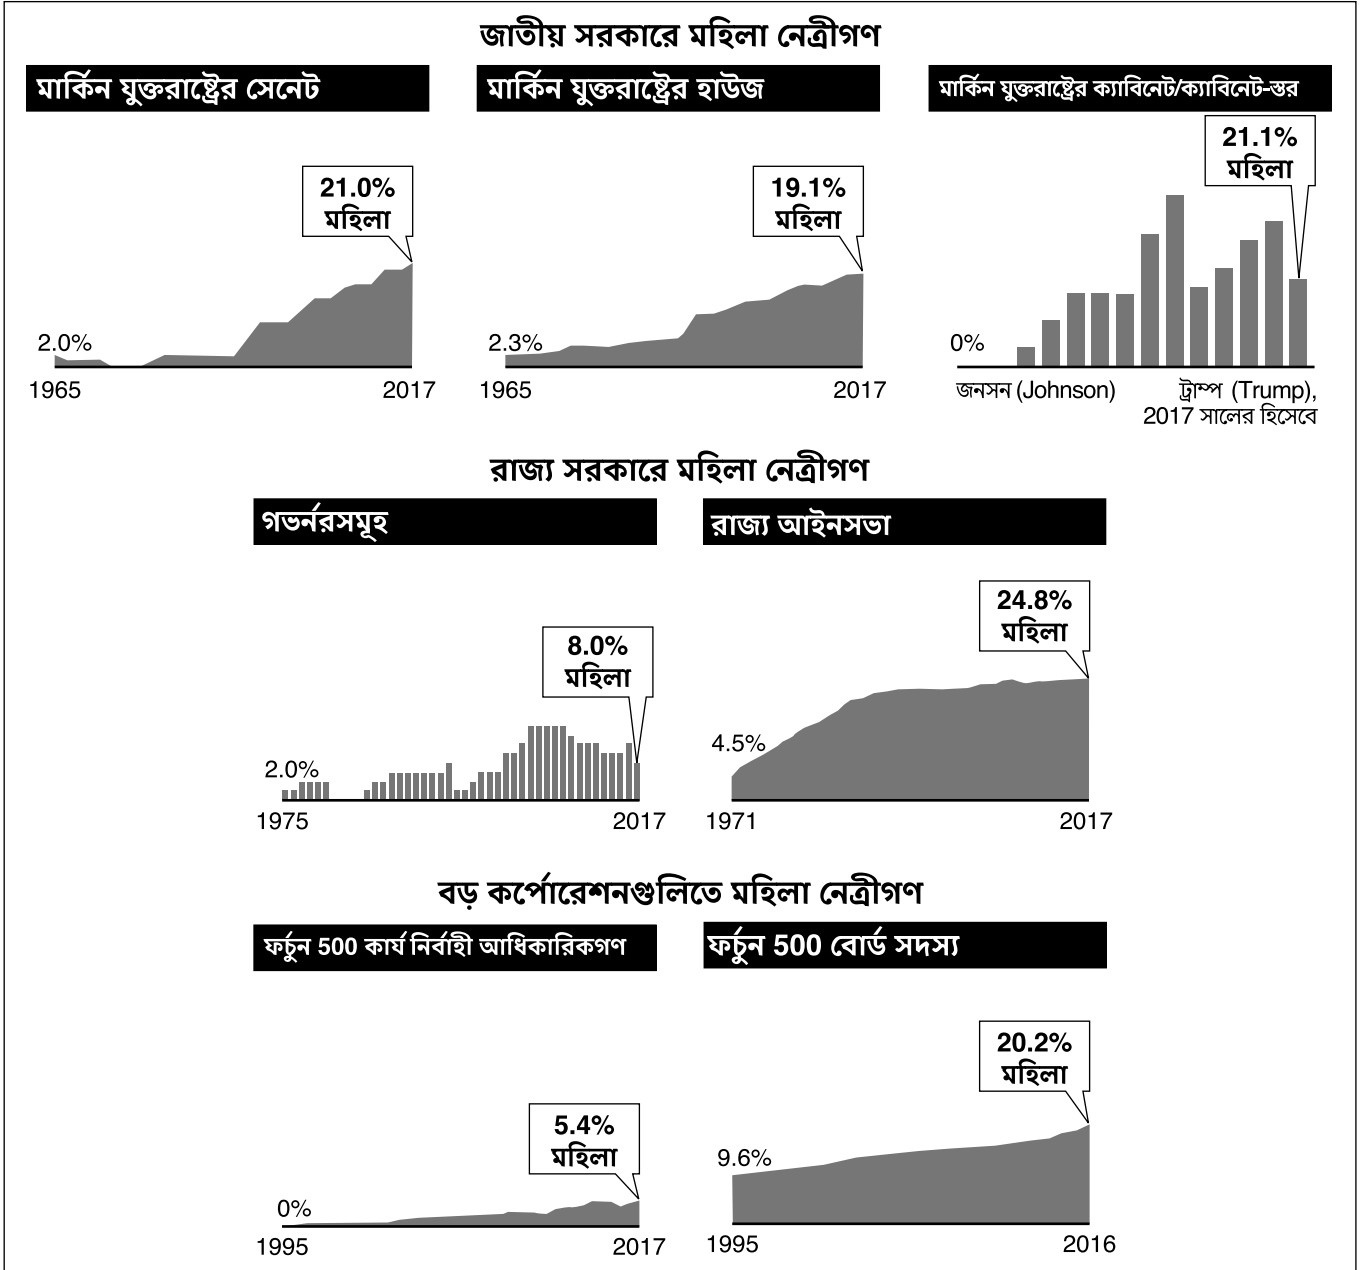 জাতীয় সরকারে মহিলা নেত্রীগণ
মার্কিন যুক্তরাষ্ট্রের সেনেট
21.0%
মহিলা
2.0%
1965
2017
মার্কিন যুক্তরাষ্ট্রের হাউজ
19.1%
মহিলা
2.3%
1965
2017
মার্কিন যুক্তরাষ্ট্রের ক্যাবিনেট/ক্যাবিনেট-স্তর
21.1%
মহিলা
0%
জনসন (Johnson)
ট্রাম্প (Trump),
2017 সালের হিসেবে
রাজ্য সরকারে মহিলা নেত্রীগণ
গভর্নরসমূহ
8.0%
মহিলা
2.0%
1975
2017
রাজ্য আইনসভা
24.8%
মহিলা
4.5%
1971
2017
বড় কর্পোরেশনগুলিতে মহিলা নেত্রীগণ
ফর্চুন 500 কার্য নির্বাহী আধিকারিকগণ
5.4%
মহিলা
0%
1995
2017
ফর্চুন 500 বোর্ড সদস্য
20.2%
মহিলা
9.6%
1995
2016